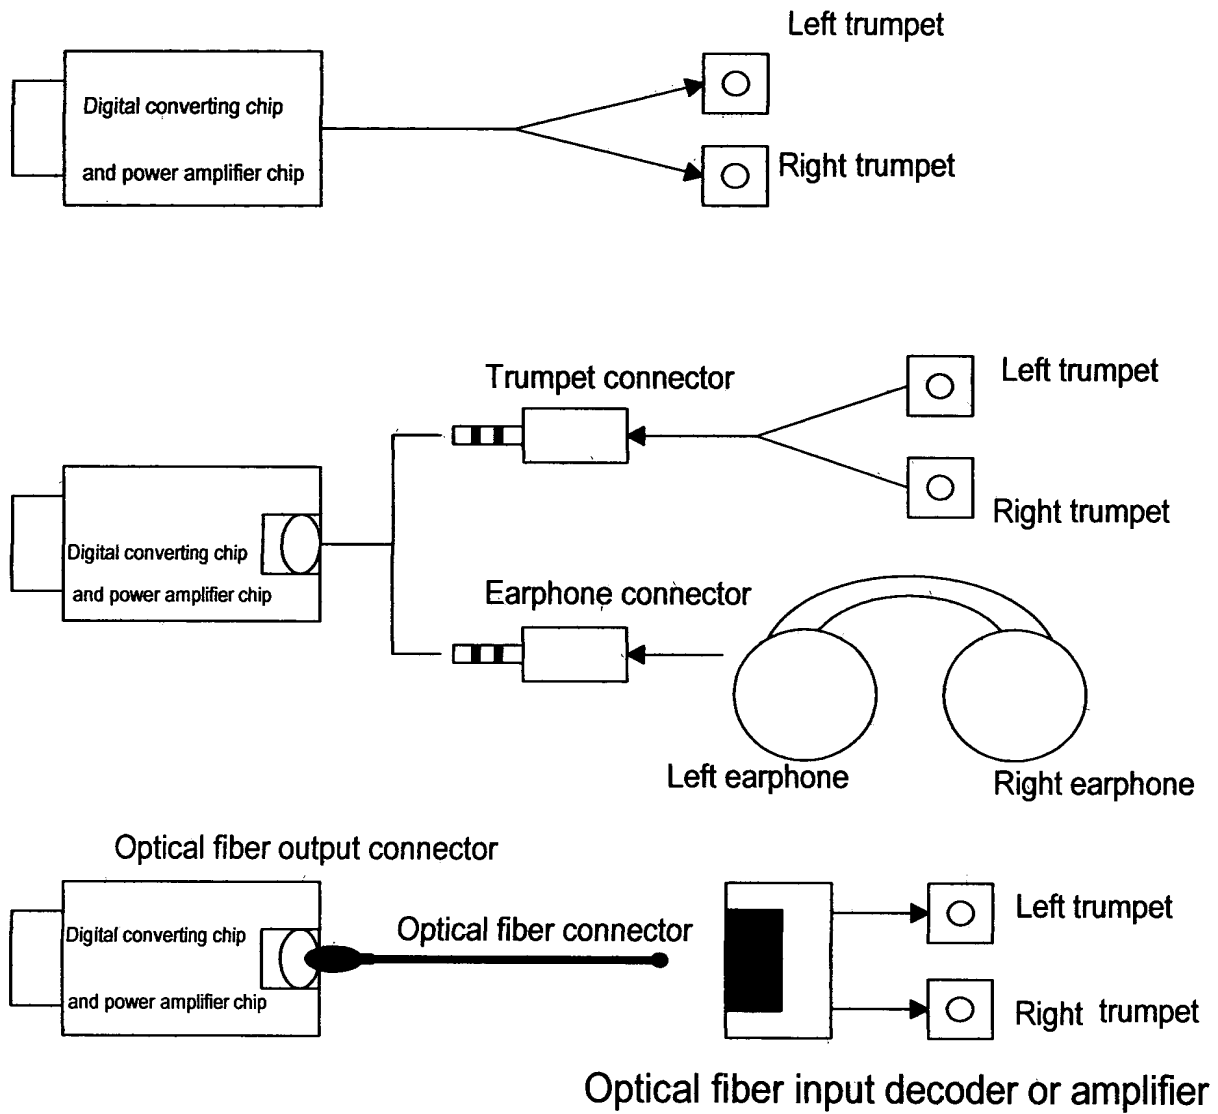 Left trumpet
Digital converting chip
and power amplifier chip
Right trumpet
Trumpet connector
Left trumpet
Right trumpet
Digital converting chip
and power amplifier chip
Earphone connector
Left earphone
Right earphone
Optical fiber output connector
Digital converting chip
and power amplifier chip
Optical fiber connector
Left trumpet
Right trumpet
Optical fiber input decoder or amplifier